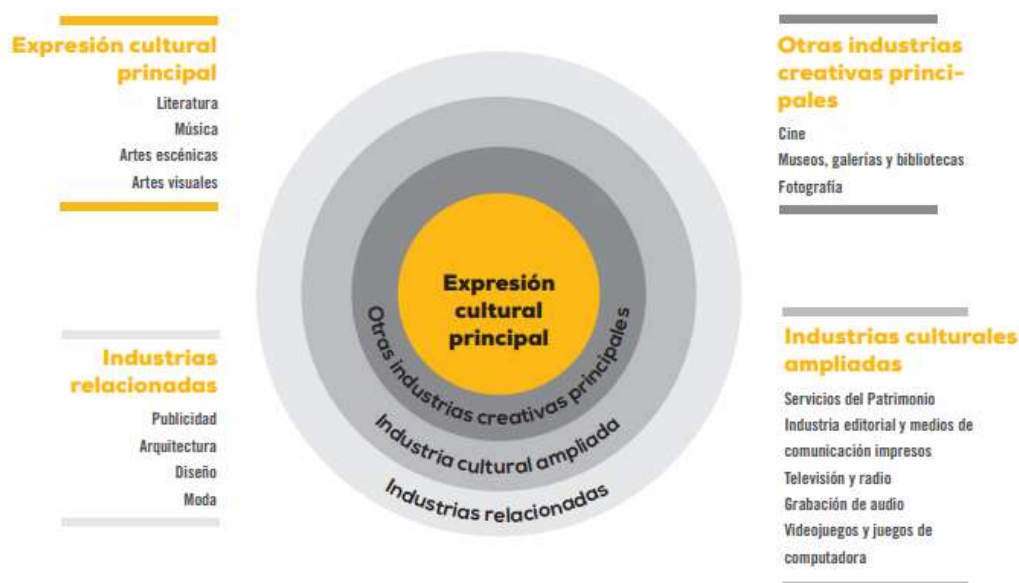 Expresión cultural
principal
Literatura
Música
Artes escénicas
Artes visuales
Otras industrias
creativas princi-
pales
Cine
Museos, galerías y bibliotecas
Fotografía
Expresión
cultural
principal
Otras industrias creativas principales
Industria cultural ampliada
Industrias relacionadas
Industrias
relacionadas
Publicidad
Arquitectura
Diseño
Moda
Industrias culturales
ampliadas
Servicios del Patrimonio
Industria editorial y medios de
comunicación impresos
Televisión y radio
Grabación de audio
Videojuegos y juegos de
computadora